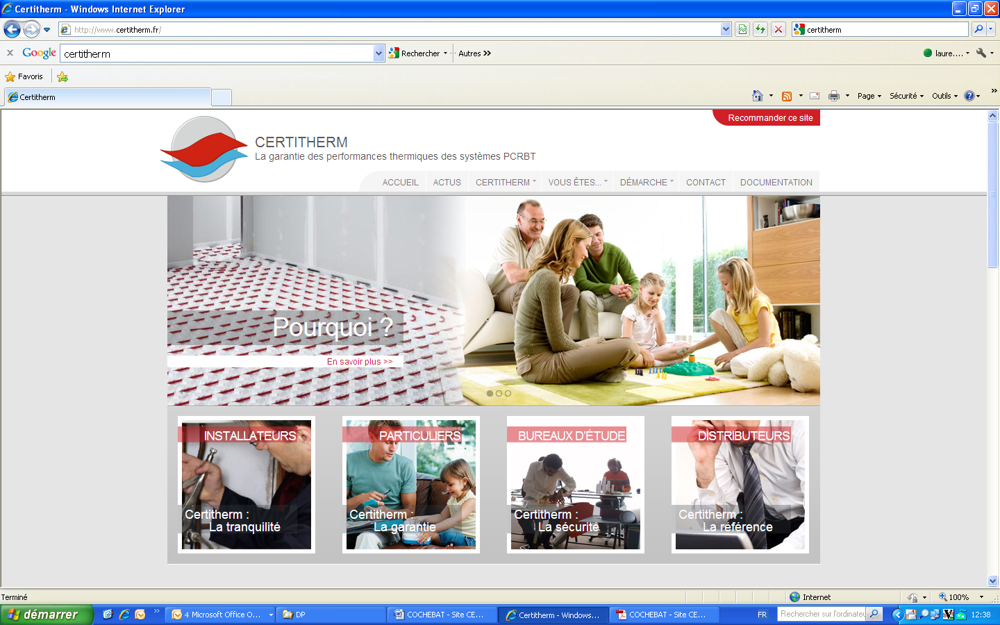 Certitherm - Windows Internet Explorer
http://www.certitherm.fr/
certitherm
Google
certitherm
Rechercher
Autres
laure....
Favoris
Certitherm
Page
Sécurité
Outils
Recommander ce site
CERTITHERM
La garantie des performances thermiques des systèmes PCRBT
ACCUEIL
ACTUS
CERTITHERM
VOUS ÊTES...
DÉMARCHE
CONTACT
DOCUMENTATION
Pourquoi ?
En savoir plus >>
INSTALLATEURS
Certitherm :
La tranquilité
PARTICULIERS
Certitherm :
La garantie
BUREAUX D'ÉTUDE
Certitherm :
La sécurité
DISTRIBUTEURS
Certitherm :
La référence
Terminé
Internet
100%
démarrer
4 Microsoft Office O...
DP
COCHEBAT - Site CE...
Certitherm - Windows...
COCHEBAT - Site CE...
FR
Rechercher sur l'ordinateu
12:38